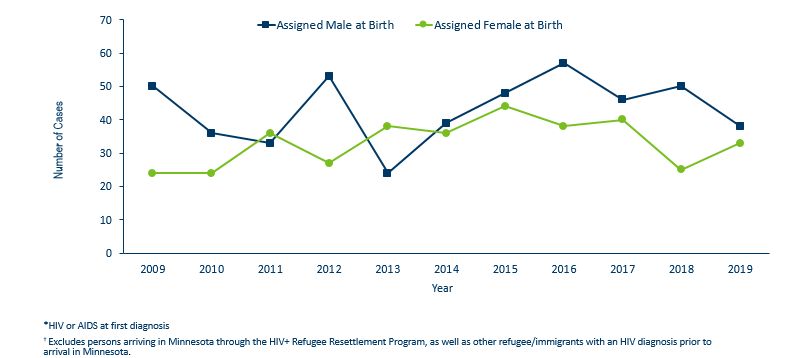 Assigned Male at Birth
Assigned Female at Birth
70
60
50
40
30
20
10
0
Number of Cases
2009 2010 2011 2012 2013 2014 2015 2016 2017 2018 2019
Year
*HIV or AIDS at first diagnosis
† Excludes persons arriving in Minnesota through the HIV+ Refugee Resettlement Program, as well as other refugee/immigrants with an HIV diagnosis prior to
arrival in Minnesota.